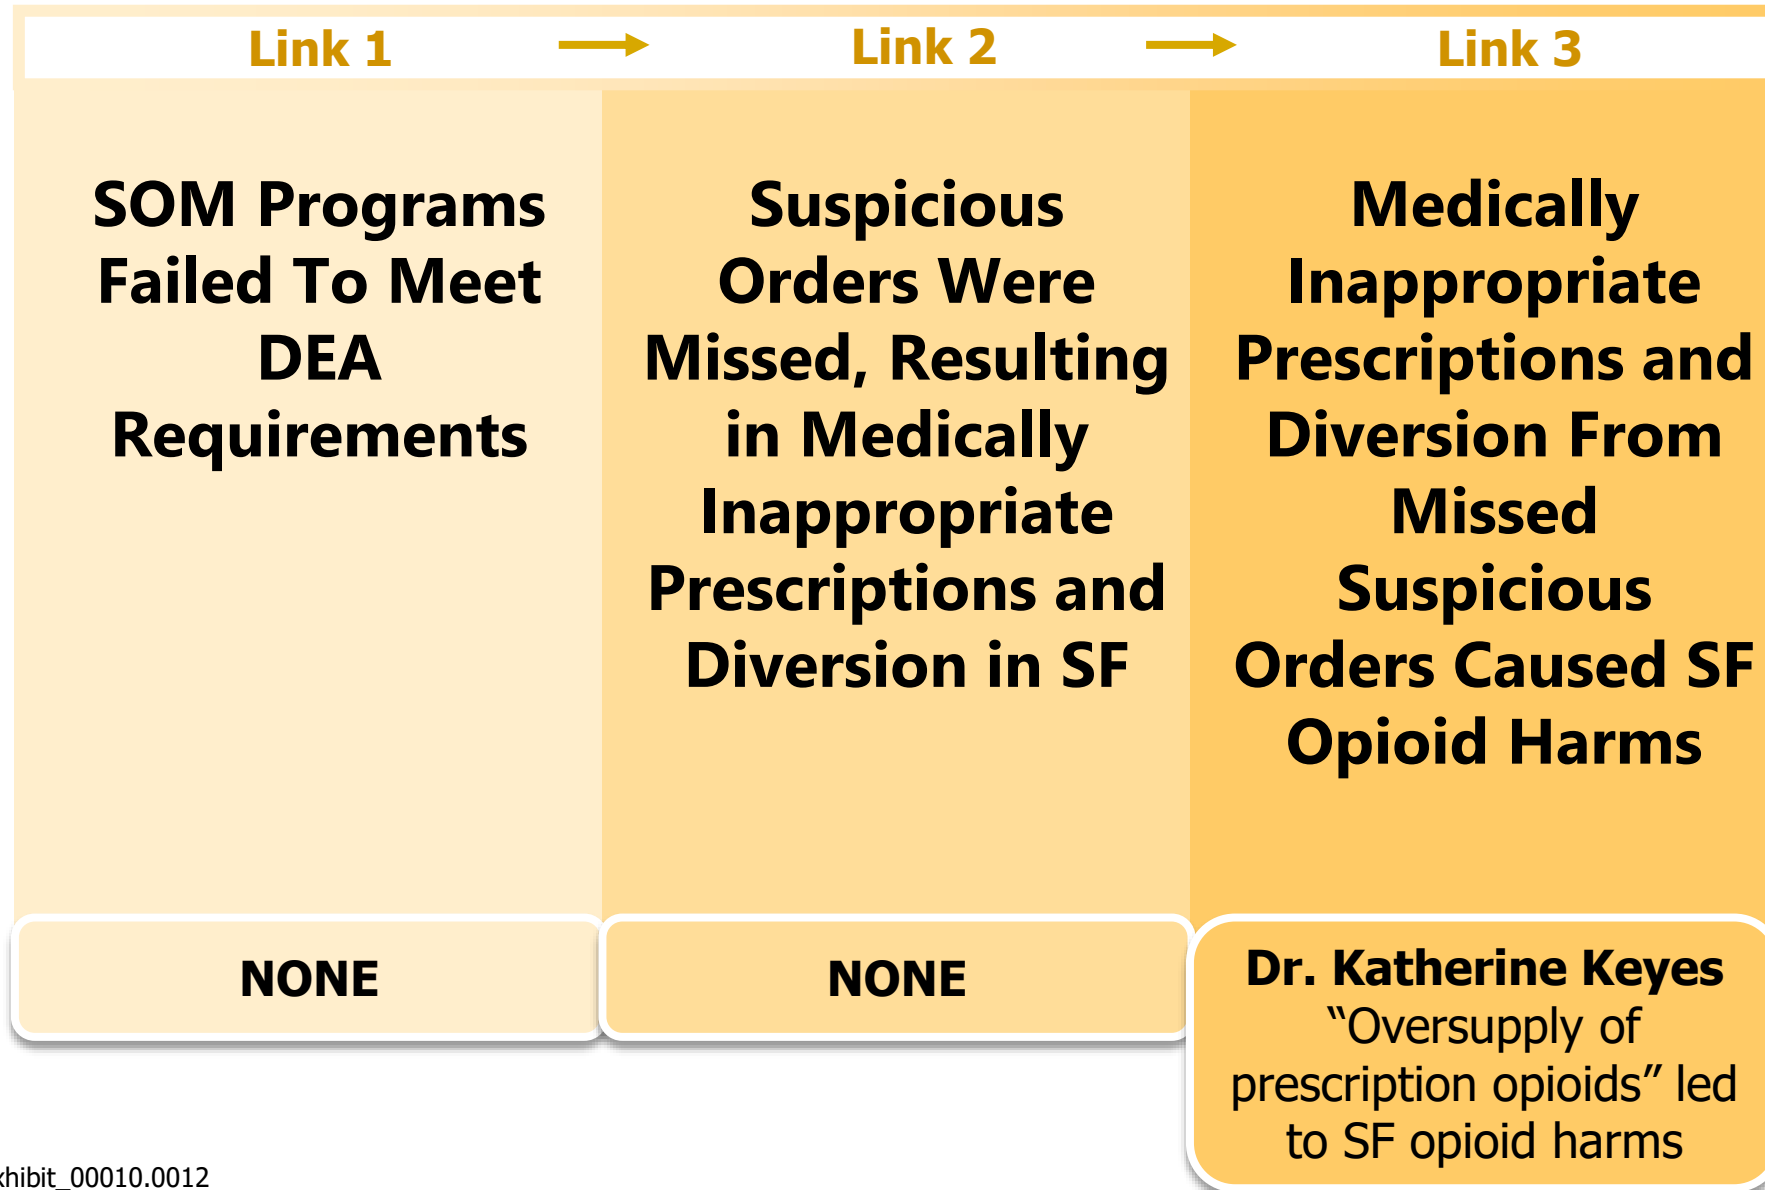 Link 1 → Link 2 → Link 3
SOM Programs
Failed To Meet
DEA
Requirements
Suspicious
Orders Were
Missed, Resulting
in Medically
Inappropriate
Prescriptions and
Diversion in SF
Medically
Inappropriate
Prescriptions and
Diversion From
Missed
Suspicious
Orders Caused SF
Opioid Harms
NONE
NONE
Dr. Katherine Keyes
“Oversupply of
prescription opioids” led
to SF opioid harms
xhibit_00010.0012